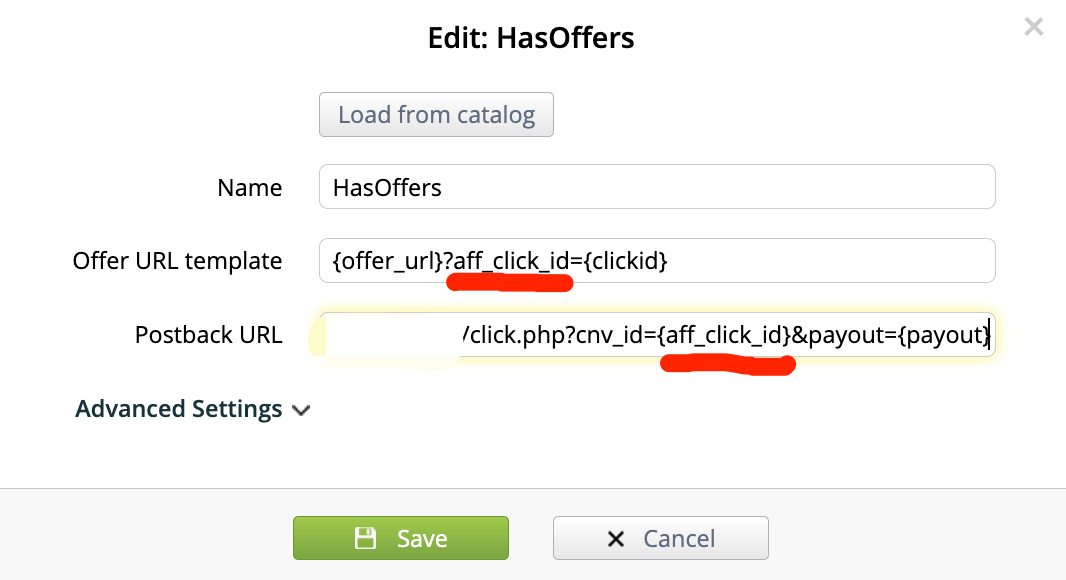 Edit: HasOffers
Load from catalog
Name HasOffers
Offer URL template {offer_url}?aff_click_id={clickid}
Postback URL /click.php?cnv_id={aff_click_id}&payout={payout}
Advanced Settings
Save Cancel